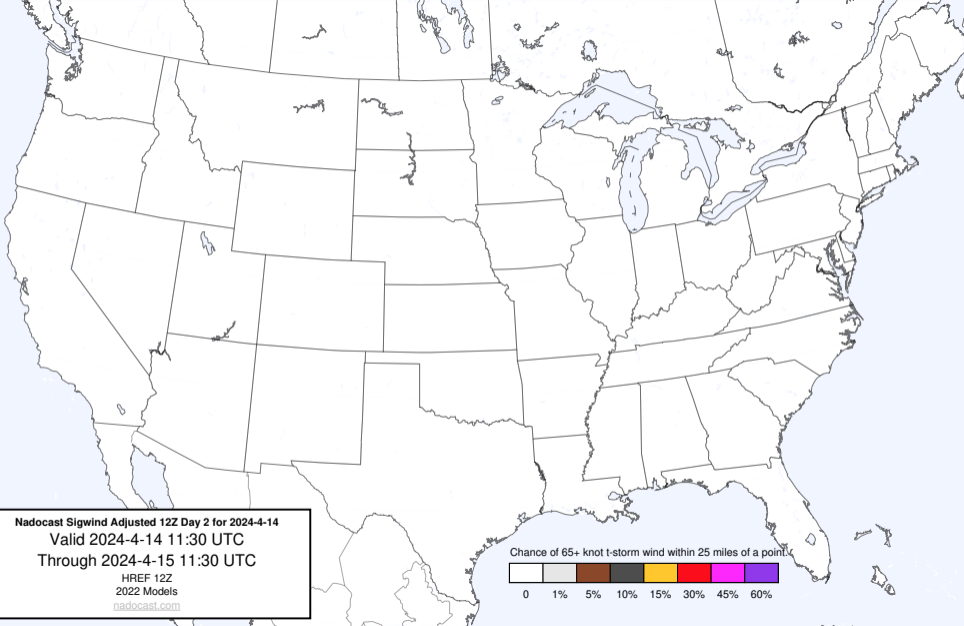 Nadocast Sigwind Adjusted 12Z Day 2 for 2024-4-14
Valid 2024-4-14 11:30 UTC
Through 2024-4-15 11:30 UTC
HREF 12Z
2022 Models
nadocast.com
Chance of 65+ knot t-storm wind within 25 miles of a point.
0 1% 5% 10% 15% 30% 45% 60%